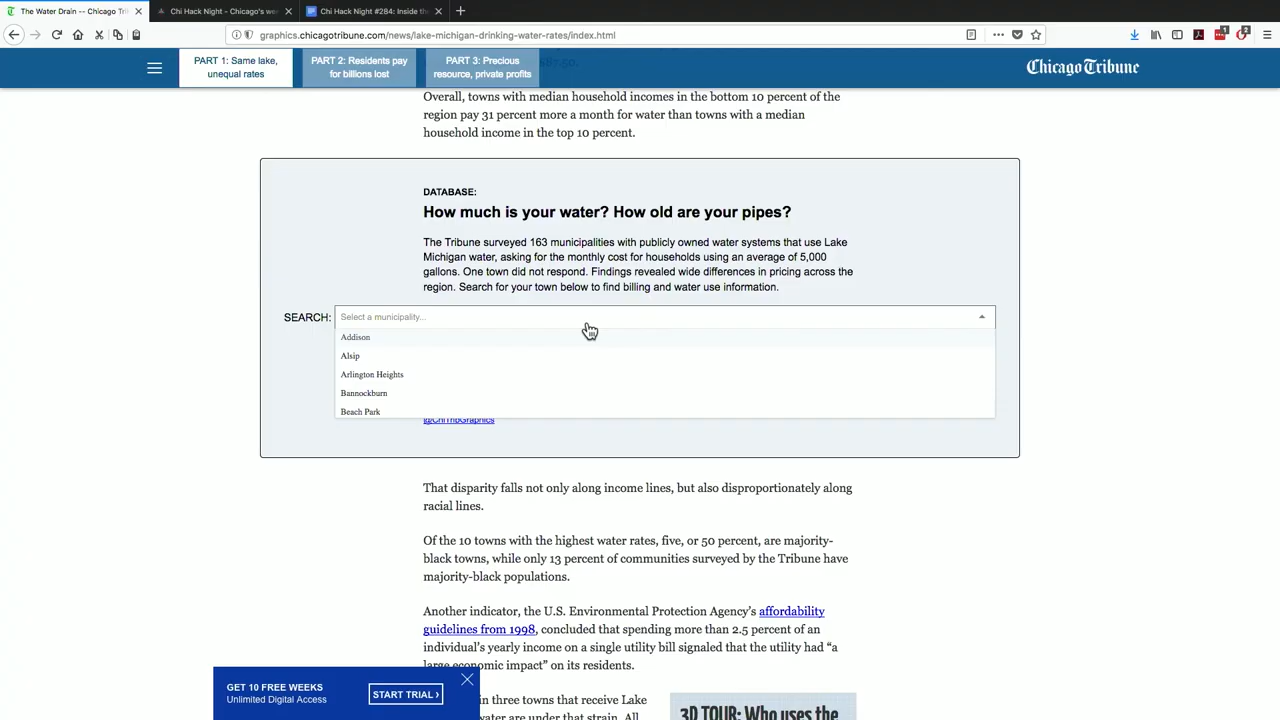 The Water Drain -- Chicago Tri
Chi Hack Night - Chicago's we
Chi Hack Night #284: Inside the
graphics.chicagotribune.com/news/lake-michigan-drinking-water-rates/index.html
PART 1: Same lake,
unequal rates
PART 2: Residents pay
for billions lost
PART 3: Precious
resource, private profits
Chicago Tribune
Overall, towns with median household incomes in the bottom 10 percent of the
region pay 31 percent more a month for water than towns with a median
household income in the top 10 percent.
DATABASE:
How much is your water? How old are your pipes?
The Tribune surveyed 163 municipalities with publicly owned water systems that use Lake
Michigan water, asking for the monthly cost for households using an average of 5,000
gallons. One town did not respond. Findings revealed wide differences in pricing across the
region. Search for your town below to find billing and water use information.
SEARCH:
Select a municipality...
Addison
Alsip
Arlington Heights
Bannockburn
Beach Park
@ChiTribGraphics
That disparity falls not only along income lines, but also disproportionately along
racial lines.
Of the 10 towns with the highest water rates, five, or 50 percent, are majority-
black towns, while only 13 percent of communities surveyed by the Tribune have
majority-black populations.
Another indicator, the U.S. Environmental Protection Agency's affordability
guidelines from 1998, concluded that spending more than 2.5 percent of an
individual's yearly income on a single utility bill signaled that the utility had “a
large economic impact” on its residents.
in three towns that receive Lake
water are under that strain. All
GET 10 FREE WEEKS
Unlimited Digital Access
START TRIAL ›
3D TOUR: Who uses the